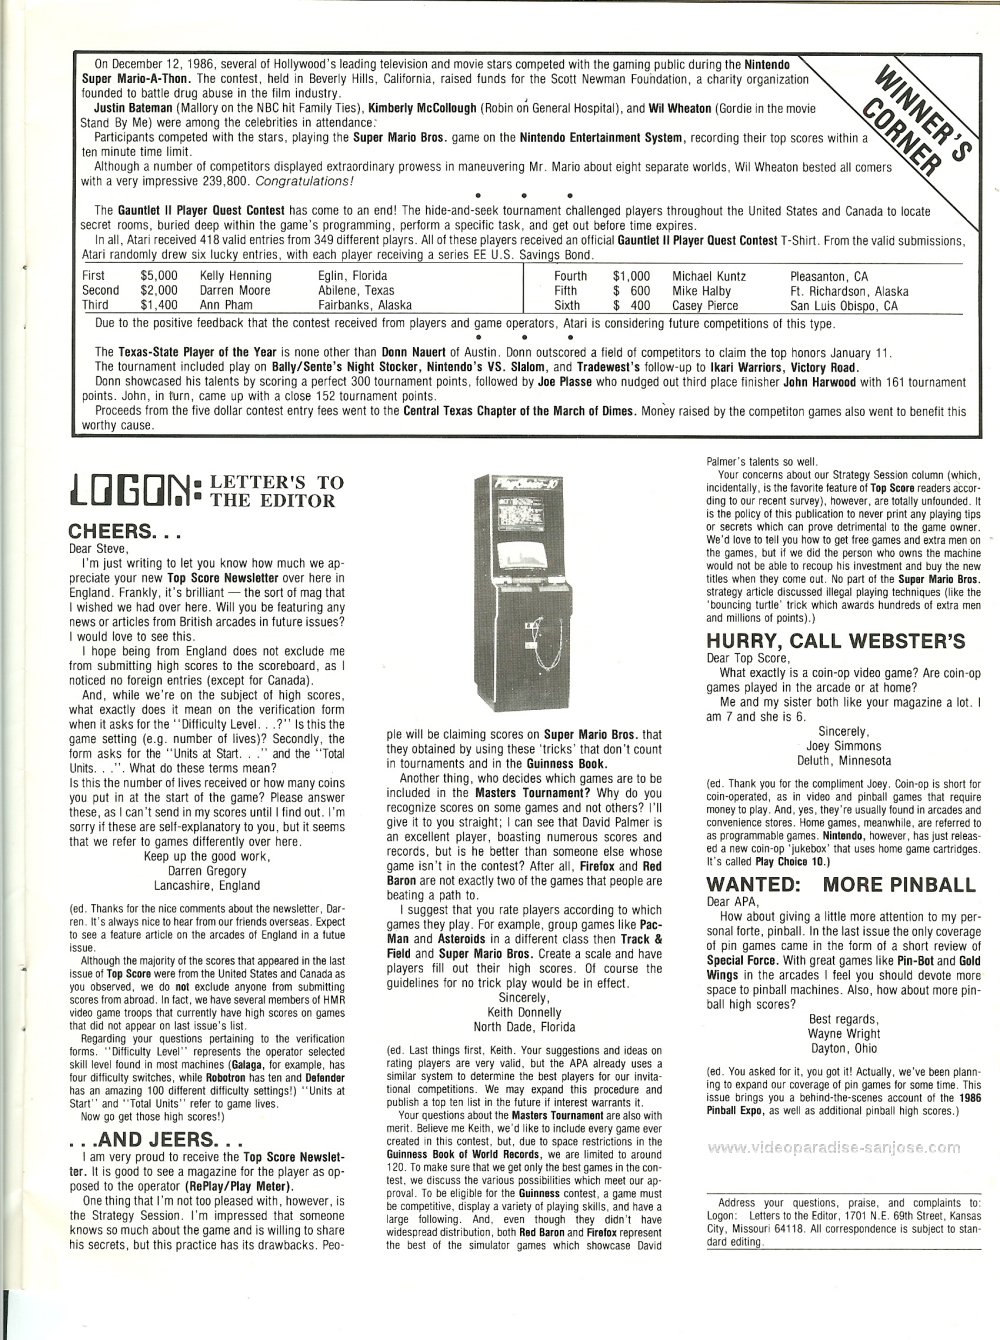 On December 12, 1986, several of Hollywood's leading television and movie stars competed with the gaming public during the Nintendo
Super Mario-A-Thon. The contest, held in Beverly Hills, California, raised funds for the Scott Newman Foundation, a charity organization
founded to battle drug abuse in the film industry.
Justin Bateman (Mallory on the NBC hit Family Ties), Kimberly McCollough (Robin on General Hospital), and Wil Wheaton (Gordie in the movie
Stand By Me) were among the celebrities in attendance.
Participants competed with the stars, playing the Super Mario Bros. game on the Nintendo Entertainment System, recording their top scores within a
ten minute time limit.
Although a number of competitors displayed extraordinary prowess in maneuvering Mr. Mario about eight separate worlds, Wil Wheaton bested all comers
with a very impressive 239,800. Congratulations!
WINNER'S
CORNER
• • •
The Gauntlet II Player Quest Contest has come to an end! The hide-and-seek tournament challenged players throughout the United States and Canada to locate
secret rooms, buried deep within the game's programming, perform a specific task, and get out before time expires.
In all, Atari received 418 valid entries from 349 different playrs. All of these players received an official Gauntlet II Player Quest Contest T-Shirt. From the valid submissions,
Atari randomly drew six lucky entries, with each player receiving a series EE U.S. Savings Bond.
First $5,000 Kelly Henning Eglin, Florida Fourth $1,000 Michael Kuntz Pleasanton, CA
Second $2,000 Darren Moore Abilene, Texas Fifth $ 600 Mike Halby Ft. Richardson, Alaska
Third $1,400 Ann Pham Fairbanks, Alaska Sixth $ 400 Casey Pierce San Luis Obispo, CA
Due to the positive feedback that the contest received from players and game operators, Atari is considering future competitions of this type.
• • •
The Texas-State Player of the Year is none other than Donn Nauert of Austin. Donn outscored a field of competitors to claim the top honors January 11.
The tournament included play on Bally/Sente's Night Stocker, Nintendo's VS. Slalom, and Tradewest's follow-up to Ikari Warriors, Victory Road.
Donn showcased his talents by scoring a perfect 300 tournament points, followed by Joe Plasse who nudged out third place finisher John Harwood with 161 tournament
points. John, in turn, came up with a close 152 tournament points.
Proceeds from the five dollar contest entry fees went to the Central Texas Chapter of the March of Dimes. Money raised by the competiton games also went to benefit this
worthy cause.
LOGON: LETTER'S TO
THE EDITOR
CHEERS. . .
Dear Steve,
I'm just writing to let you know how much we ap-
preciate your new Top Score Newsletter over here in
England. Frankly, it's brilliant — the sort of mag that
I wished we had over here. Will you be featuring any
news or articles from British arcades in future issues?
I would love to see this.
I hope being from England does not exclude me
from submitting high scores to the scoreboard, as I
noticed no foreign entries (except for Canada).
And, while we're on the subject of high scores,
what exactly does it mean on the verification form
when it asks for the "Difficulty Level. . .?" Is this the
game setting (e.g. number of lives)? Secondly, the
form asks for the "Units at Start. . ." and the "Total
Units. . .". What do these terms mean?
Is this the number of lives received or how many coins
you put in at the start of the game? Please answer
these, as I can't send in my scores until I find out. I'm
sorry if these are self-explanatory to you, but it seems
that we refer to games differently over here.
Keep up the good work,
Darren Gregory
Lancashire, England
(ed. Thanks for the nice comments about the newsletter, Dar-
ren. It's always nice to hear from our friends overseas. Expect
to see a feature article on the arcades of England in a futue
issue.
Although the majority of the scores that appeared in the last
issue of Top Score were from the United States and Canada as
you observed, we do not exclude anyone from submitting
scores from abroad. In fact, we have several members of HMR
video game troops that currently have high scores on games
that did not appear on last issue's list.
Regarding your questions pertaining to the verification
forms. "Difficulty Level" represents the operator selected
skill level found in most machines (Galaga, for example, has
four difficulty switches, while Robotron has ten and Defender
has an amazing 100 different difficulty settings!) "Units at
Start" and "Total Units" refer to game lives.
Now go get those high scores!)
. . .AND JEERS. . .
I am very proud to receive the Top Score Newslet-
ter. It is good to see a magazine for the player as op-
posed to the operator (RePlay/Play Meter).
One thing that I'm not too pleased with, however, is
the Strategy Session. I'm impressed that someone
knows so much about the game and is willing to share
his secrets, but this practice has its drawbacks. Peo-
ple will be claiming scores on Super Mario Bros. that
they obtained by using these 'tricks' that don't count
in tournaments and in the Guinness Book.
Another thing, who decides which games are to be
included in the Masters Tournament? Why do you
recognize scores on some games and not others? I'll
give it to you straight; I can see that David Palmer is
an excellent player, boasting numerous scores and
records, but is he better than someone else whose
game isn't in the contest? After all, Firefox and Red
Baron are not exactly two of the games that people are
beating a path to.
I suggest that you rate players according to which
games they play. For example, group games like Pac-
Man and Asteroids in a different class then Track &
Field and Super Mario Bros. Create a scale and have
players fill out their high scores. Of course the
guidelines for no trick play would be in effect.
Sincerely,
Keith Donnelly
North Dade, Florida
(ed. Last things first, Keith. Your suggestions and ideas on
rating players are very valid, but the APA already uses a
similar system to determine the best players for our invita-
tional competitions. We may expand this procedure and
publish a top ten list in the future if interest warrants it.
Your questions about the Masters Tournament are also with
merit. Believe me Keith, we'd like to include every game ever
created in this contest, but, due to space restrictions in the
Guinness Book of World Records, we are limited to around
120. To make sure that we get only the best games in the con-
test, we discuss the various possibilities which meet our ap-
proval. To be eligible for the Guinness contest, a game must
be competitive, display a variety of playing skills, and have a
large following. And, even though they didn't have
widespread distribution, both Red Baron and Firefox represent
the best of the simulator games which showcase David
Palmer's talents so well.
Your concerns about our Strategy Session column (which,
incidentally, is the favorite feature of Top Score readers accor-
ding to our recent survey), however, are totally unfounded. It
is the policy of this publication to never print any playing tips
or secrets which can prove detrimental to the game owner.
We'd love to tell you how to get free games and extra men on
the games, but if we did the person who owns the machine
would not be able to recoup his investment and buy the new
titles when they come out. No part of the Super Mario Bros.
strategy article discussed illegal playing techniques (like the
'bouncing turtle' trick which awards hundreds of extra men
and millions of points).)
HURRY, CALL WEBSTER'S
Dear Top Score,
What exactly is a coin-op video game? Are coin-op
games played in the arcade or at home?
Me and my sister both like your magazine a lot. I
am 7 and she is 6.
Sincerely,
Joey Simmons
Deluth, Minnesota
(ed. Thank you for the compliment Joey. Coin-op is short for
coin-operated, as in video and pinball games that require
money to play. And, yes, they're usually found in arcades and
convenience stores. Home games, meanwhile, are referred to
as programmable games. Nintendo, however, has just releas-
ed a new coin-op 'jukebox' that uses home game cartridges.
It's called Play Choice 10.)
WANTED: MORE PINBALL
Dear APA,
How about giving a little more attention to my per-
sonal forte, pinball. In the last issue the only coverage
of pin games came in the form of a short review of
Special Force. With great games like Pin-Bot and Gold
Wings in the arcades I feel you should devote more
space to pinball machines. Also, how about more pin-
ball high scores?
Best regards,
Wayne Wright
Dayton, Ohio
(ed. You asked for it, you got it! Actually, we've been plann-
ing to expand our coverage of pin games for some time. This
issue brings you a behind-the-scenes account of the 1986
Pinball Expo, as well as additional pinball high scores.)
www.videoparadise-sanjose.com
Address your questions, praise, and complaints to:
Logon: Letters to the Editor, 1701 N.E. 69th Street, Kansas
City, Missouri 64118. All correspondence is subject to stan-
dard editing.